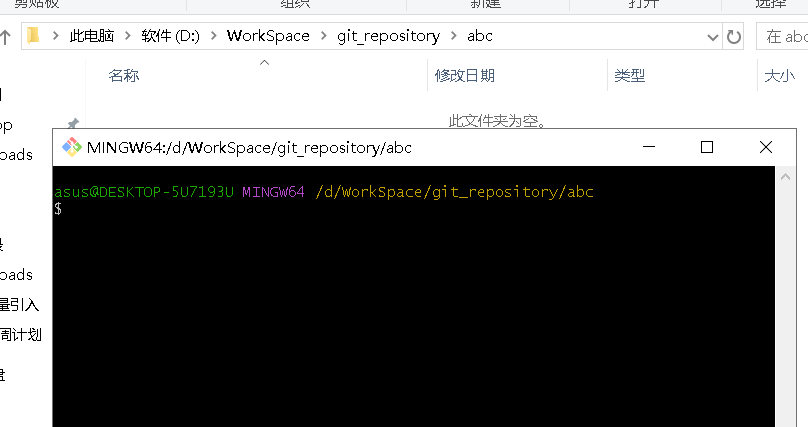 剪贴板 组织 新建 打开 选择
此电脑 软件 (D:) WorkSpace git_repository abc
在 abc
名称 修改日期 类型 大小
此文件夹为空。
op
oads
MINGW64:/d/WorkSpace/git_repository/abc
asus@DESKTOP-5U7193U MINGW64 /d/WorkSpace/git_repository/abc
$
oads
量引入
周计划
盘